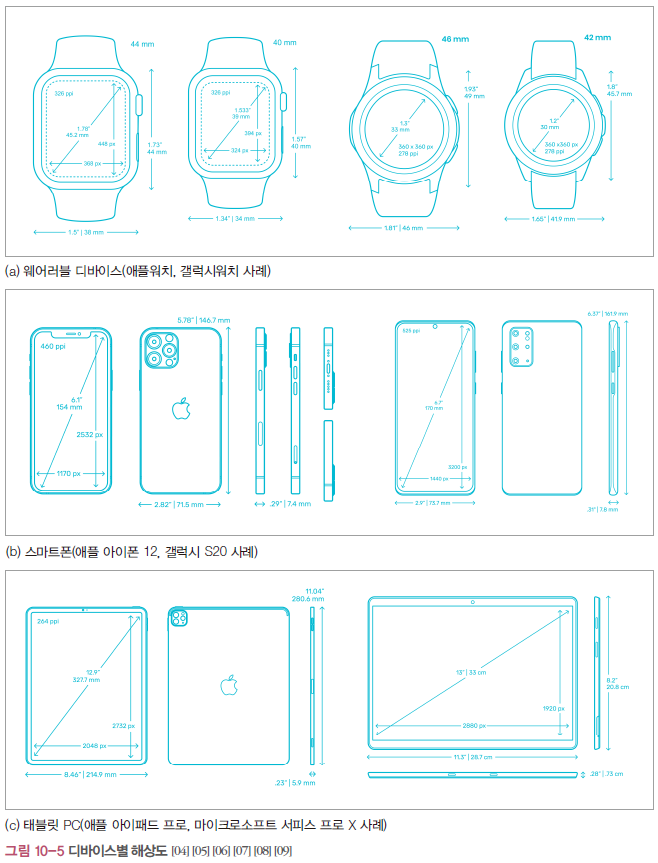 44 mm
326 ppi
1.78"
45.2 mm
448 px
368 px
1.73"
44 mm
1.5" | 38 mm
40 mm
325 ppi
1.533"
39 mm
394 px
324 px
1.57"
40 mm
1.34" | 34 mm
46 mm
1.3"
33 mm
360 x 360 px
278 ppi
1.93"
49 mm
1.81" | 46 mm
42 mm
1.2"
30 mm
360 x360 px
278 ppi
1.8"
45.7 mm
1.65" | 41.9 mm
(a) 웨어러블 디바이스(애플워치, 갤럭시워치 사례)
460 ppi
6.1"
154 mm
2532 px
1170 px
5.78" | 146.7 mm
2.82" | 71.5 mm
.29" | 7.4 mm
525 ppi
6.7"
170 mm
3200 px
1440 px
2.9" | 73.7 mm
6.37" | 161.9 mm
.31" | 7.8 mm
(b) 스마트폰(애플 아이폰 12, 갤럭시 S20 사례)
264 ppi
12.9"
327.7 mm
2732 px
2048 px
8.46" | 214.9 mm
11.04"
280.6 mm
.23" | 5.9 mm
13" | 33 cm
1920 px
2880 px
11.3" | 28.7 cm
8.2"
20.8 cm
.28" | .73 cm
(c) 태블릿 PC(애플 아이패드 프로, 마이크로소프트 서피스 프로 X 사례)
그림 10-5 디바이스별 해상도 [04] [05] [06] [07] [08] [09]